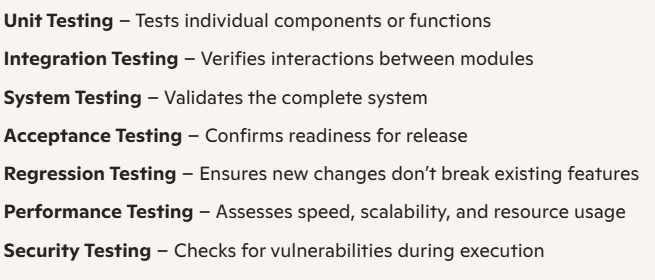 Unit Testing – Tests individual components or functions
Integration Testing – Verifies interactions between modules
System Testing – Validates the complete system
Acceptance Testing – Confirms readiness for release
Regression Testing – Ensures new changes don’t break existing features
Performance Testing – Assesses speed, scalability, and resource usage
Security Testing – Checks for vulnerabilities during execution